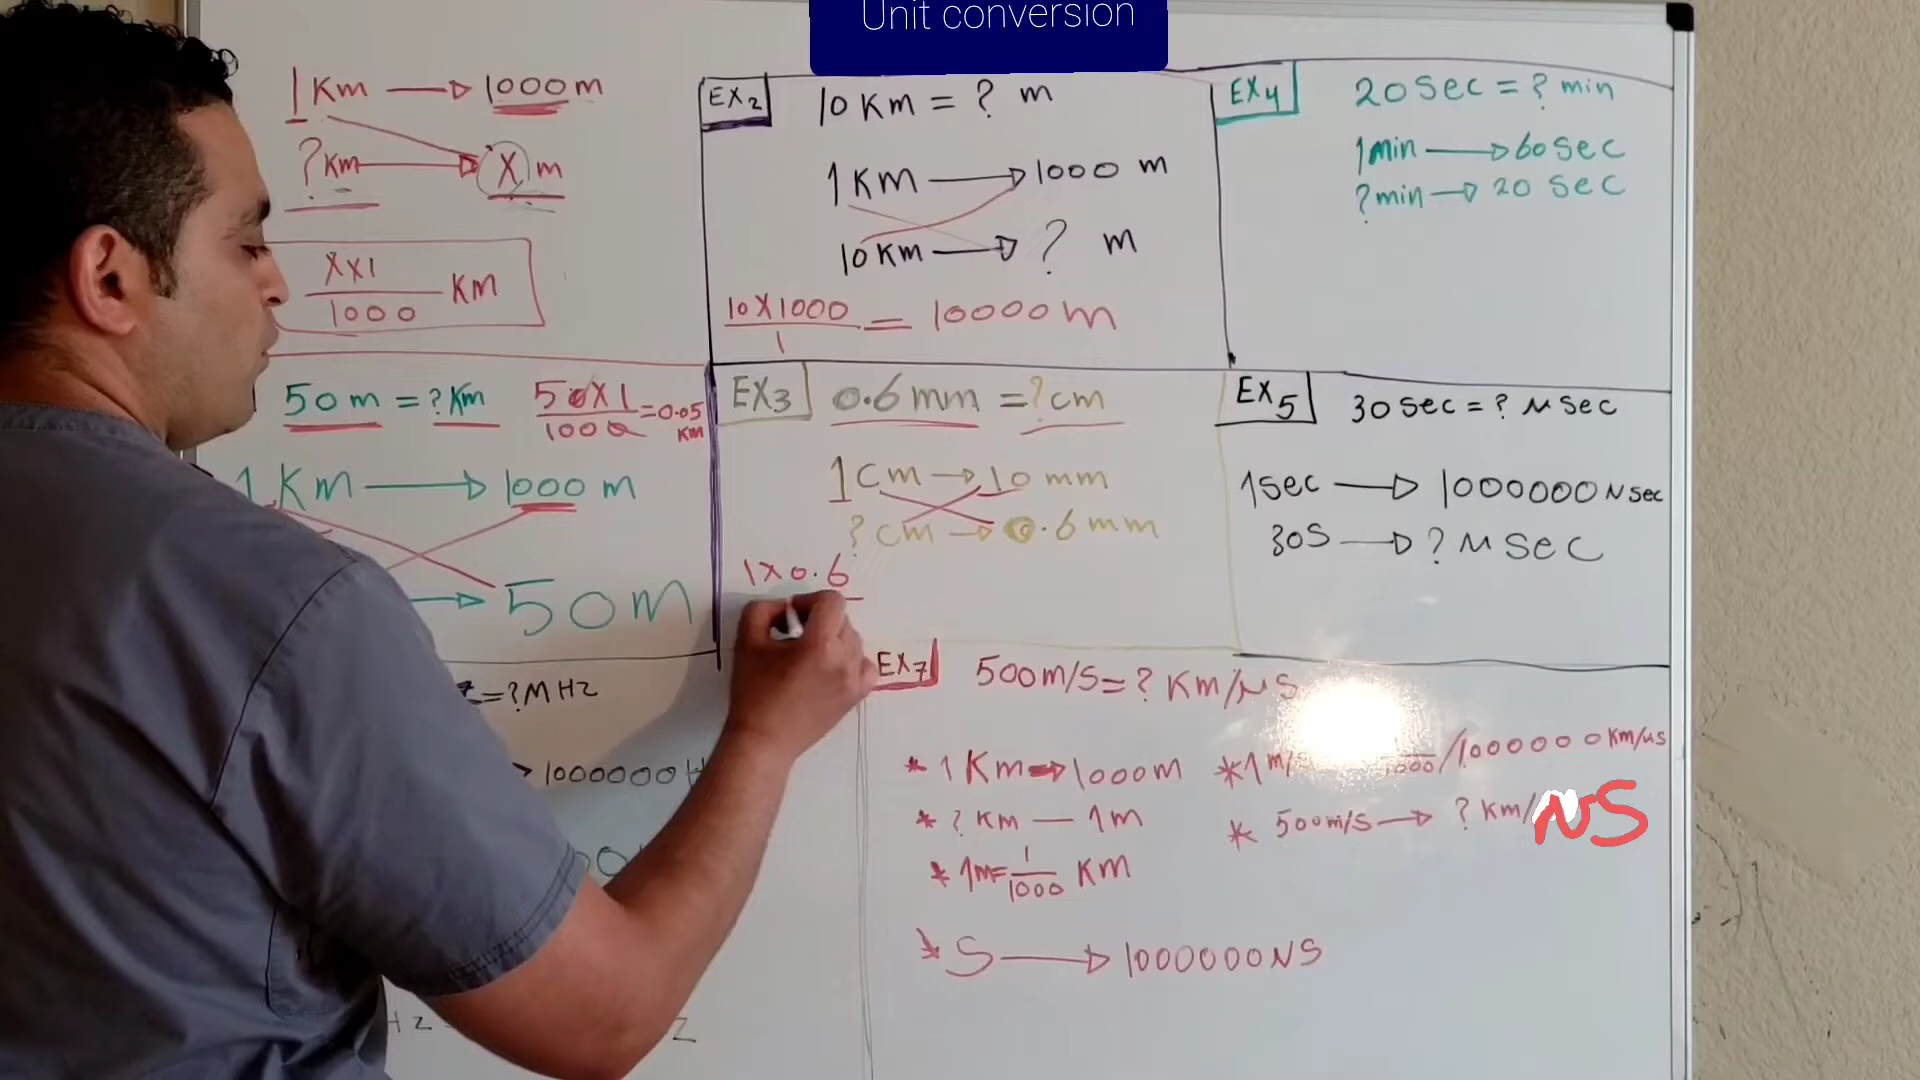 Unit conversion
1 Km → 1000 m
? Km → X m
X x 1 / 1000 Km
50 m = ? Km 50 X 1 / 1000 = 0.05 KM
1 Km → 1000 m
→ 50 m
EX2 10 Km = ? m
1 KM → 1000 m
10 Km → ? m
10 X 1000 / 1 = 10000 m
EX3 0.6 mm = ? cm
1 cm → 10 mm
? cm → 0.6 mm
1 x 0.6
EX4 20 Sec = ? min
1 min → 60 Sec
? min → 20 Sec
EX5 30 Sec = ? μ Sec
1 Sec → 1000000 μ sec
30 S → ? μ Sec
= ? MHZ
→ 1000000 H
EX7 500 m/S = ? KM/μS
* 1 Km → 1000 M
* ? KM — 1 M
* 1M = 1/1000 KM
* S → 1000000 μS
* 1 m/s /1000000 Km/μs
* 500 m/s → ? Km/μS